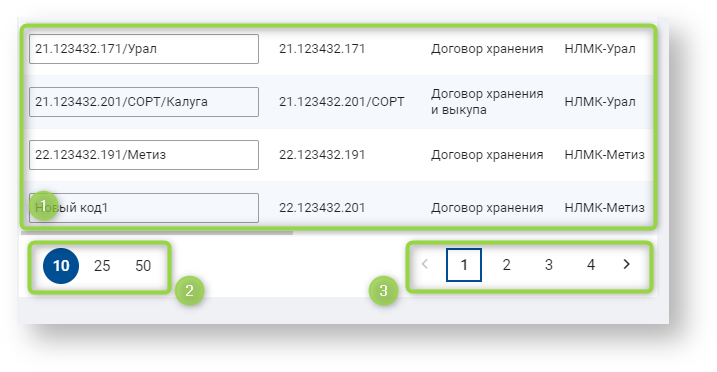 21.123432.171/Урал 21.123432.171 Договор хранения НЛМК-Урал
21.123432.201/СОРТ/Калуга 21.123432.201/СОРТ Договор хранения и выкупа НЛМК-Урал
22.123432.191/Метиз 22.123432.191 Договор хранения НЛМК-Метиз
1 Новый код1 22.123432.201 Договор хранения НЛМК-Метиз
10 25 50 < 1 2 3 4 >
2 3